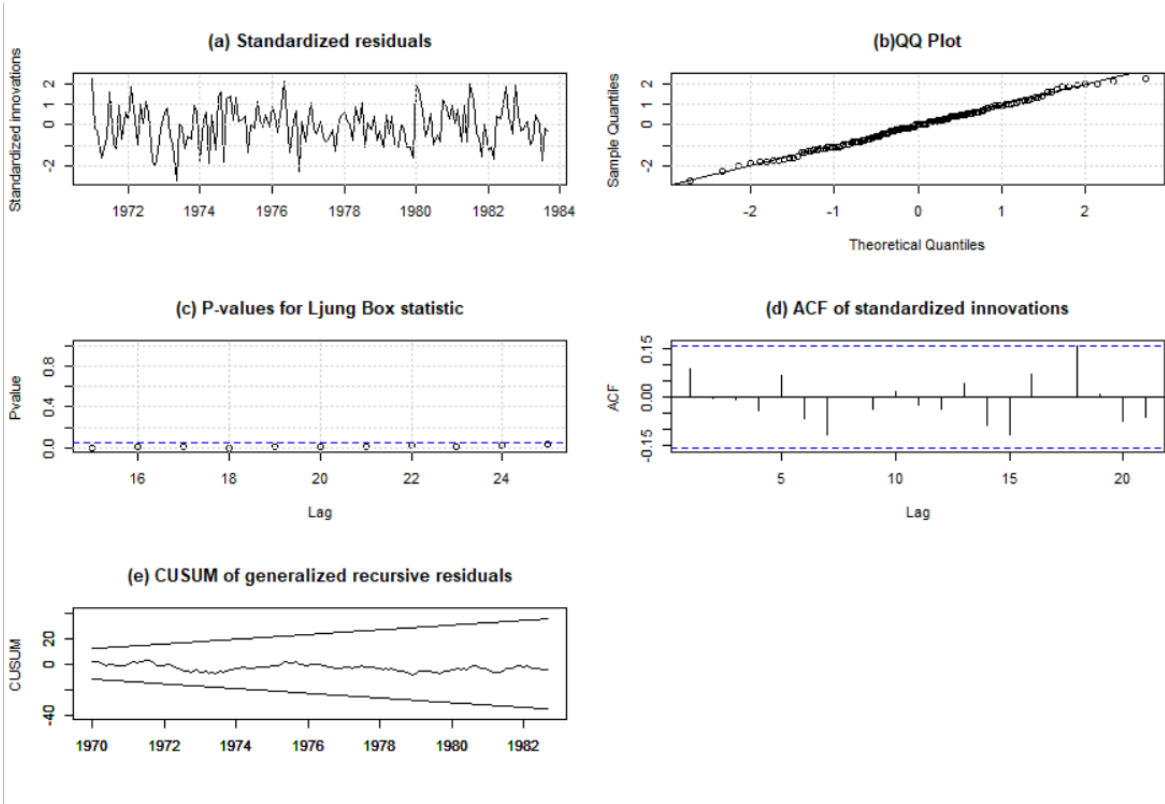 (a) Standardized residuals
Standardized innovations
2
1
0
-2
1972 1974 1976 1978 1980 1982 1984
(b)QQ Plot
Sample Quantiles
2
1
0
-2
-2 -1 0 1 2
Theoretical Quantiles
(c) P-values for Ljung Box statistic
Pvalue
0.8
0.4
0.0
16 18 20 22 24
Lag
(d) ACF of standardized innovations
ACF
0.15
0.00
-0.15
5 10 15 20
Lag
(e) CUSUM of generalized recursive residuals
CUSUM
20
0
-40
1970 1972 1974 1976 1978 1980 1982